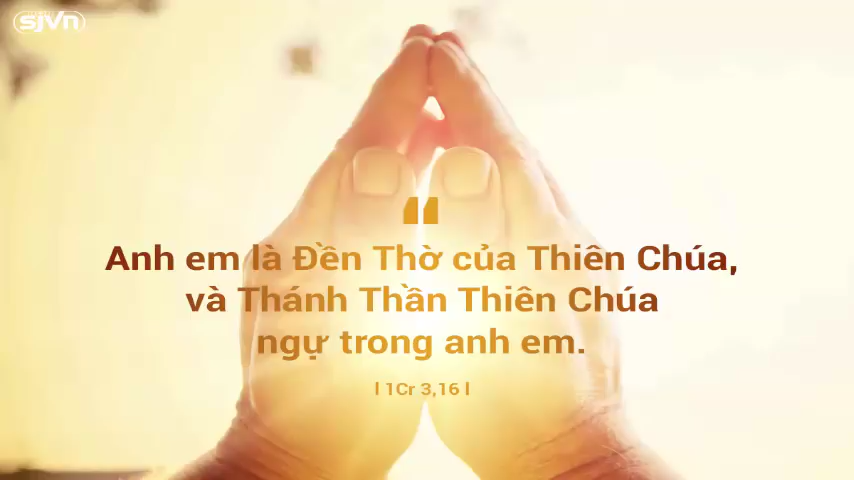 sjvn
“
Anh em là Đền Thờ của Thiên Chúa,
và Thánh Thần Thiên Chúa
ngự trong anh em.
l 1Cr 3,16 l